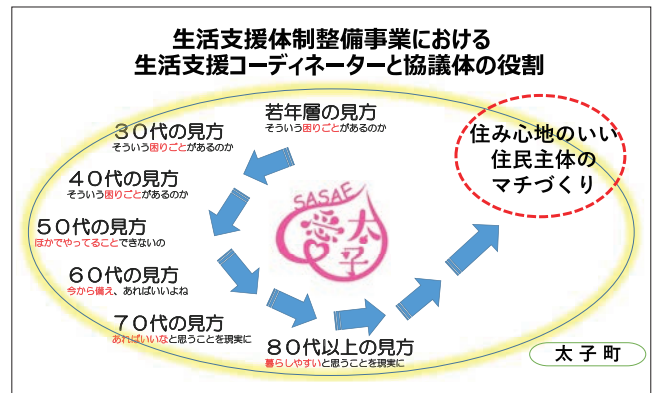 生活支援体制整備事業における
生活支援コーディネーターと協議体の役割
若年層の見方
そういう困りごとがあるのか
３０代の見方
そういう困りごとがあるのか
４０代の見方
そういう困りごとがあるのか
５０代の見方
ほかでやってることできないの
６０代の見方
今から備え、あればいいよね
７０代の見方
あればいいなと思うことを現実に
８０代以上の見方
暮らしやすいと思うことを現実に
SASAE
愛
太子
住み心地のいい
住民主体の
マチづくり
太子町